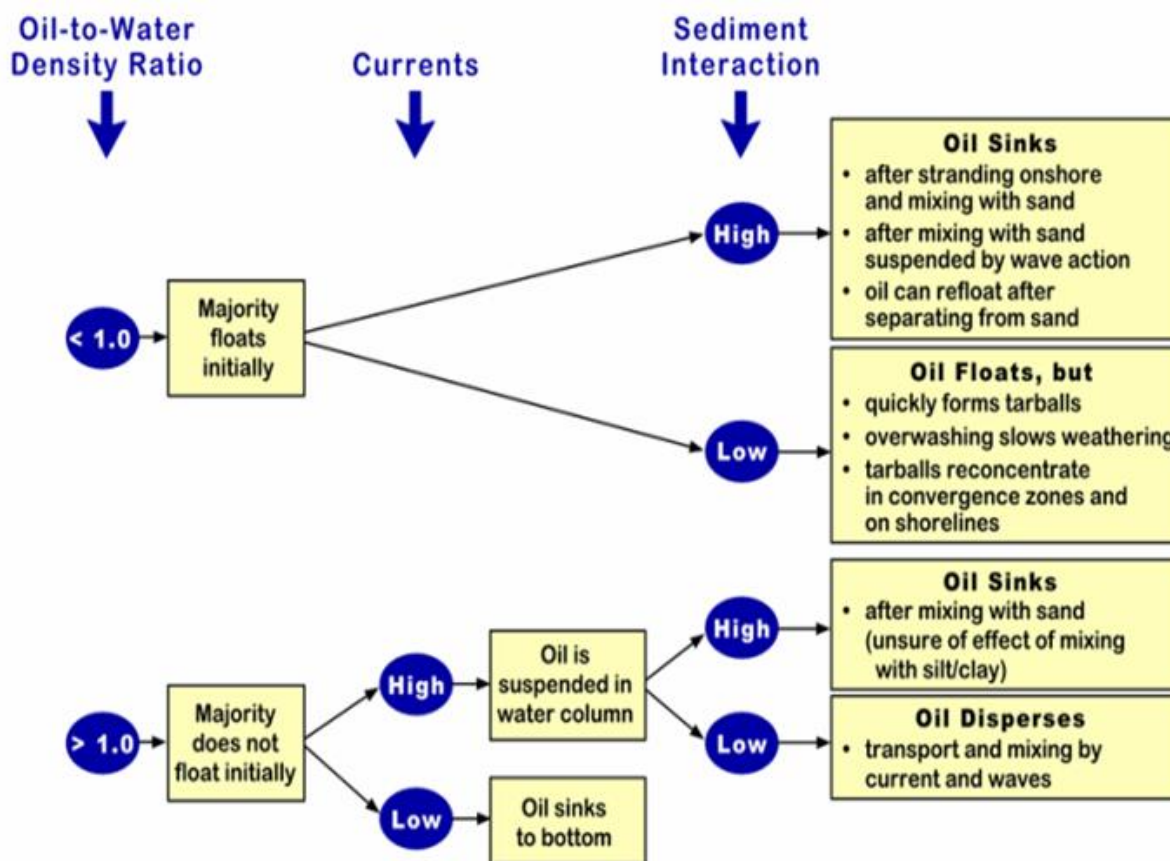 Oil-to-Water
Density Ratio
Currents
Sediment
Interaction
< 1.0
Majority
floats
initially
High
Oil Sinks
• after stranding onshore
and mixing with sand
• after mixing with sand
suspended by wave action
• oil can refloat after
separating from sand
Low
Oil Floats, but
• quickly forms tarballs
• overwashing slows weathering
• tarballs reconcentrate
in convergence zones and
on shorelines
> 1.0
Majority
does not
float initially
High
Oil is
suspended in
water column
High
Oil Sinks
• after mixing with sand
(unsure of effect of mixing
with silt/clay)
Low
Oil Disperses
• transport and mixing by
current and waves
Low
Oil sinks
to bottom